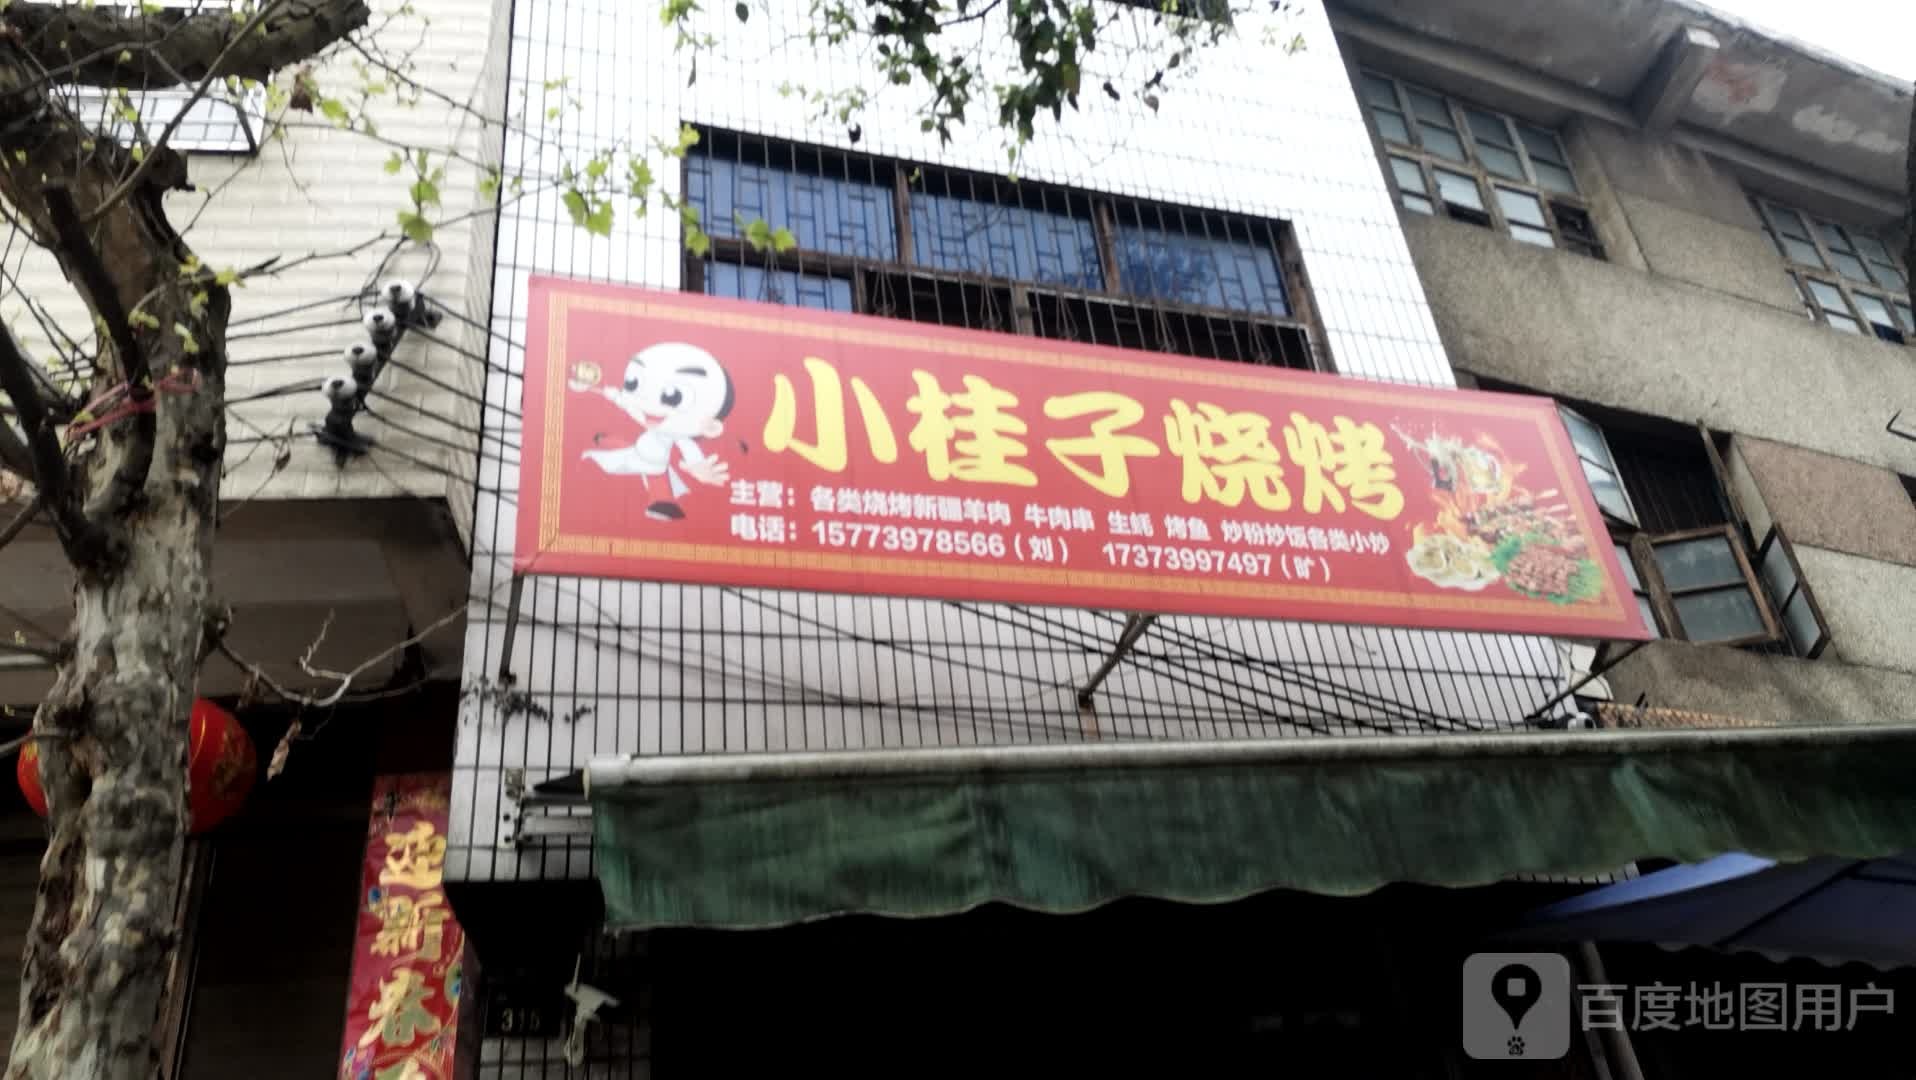 小桂子烧烤
主营：各类烧烤新疆羊肉 牛肉串 生蚝 烤鱼 炒粉炒饭各类小炒
电话：15773978566（刘） 17373997497（旷）
迎新春
315
百度地图用户